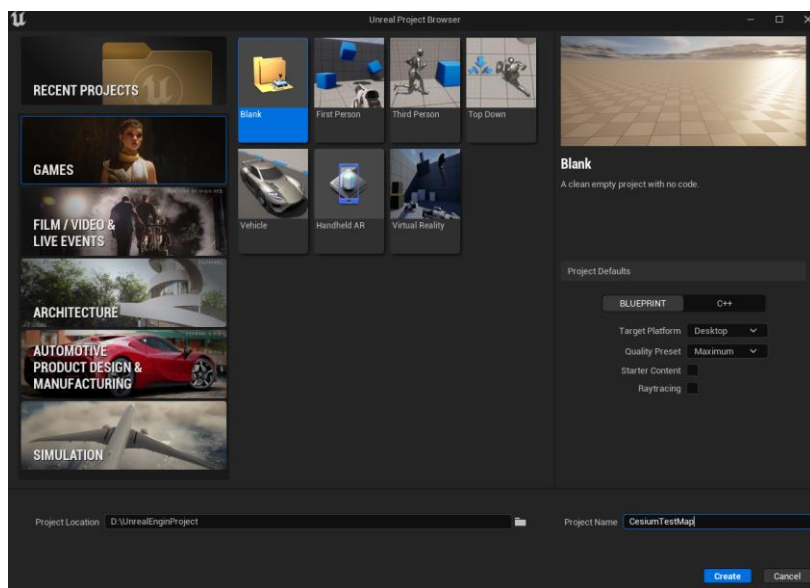 Unreal Project Browser
RECENT PROJECTS
GAMES
FILM / VIDEO &
LIVE EVENTS
ARCHITECTURE
AUTOMOTIVE
PRODUCT DESIGN &
MANUFACTURING
SIMULATION
Blank
First Person
Third Person
Top Down
Vehicle
Handheld AR
Virtual Reality
Blank
A clean empty project with no code.
Project Defaults
BLUEPRINT C++
Target Platform Desktop
Quality Preset Maximum
Starter Content
Raytracing
Project Location D:\UnrealEnginProject
Project Name CesiumTestMap
Create Cancel